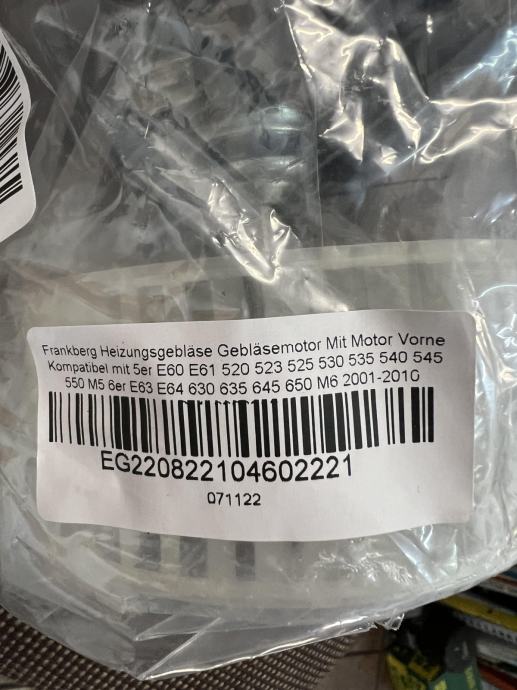 Frankberg Heizungsgebläse Gebläsemotor Mit Motor Vorne
Kompatibel mit 5er E60 E61 520 523 525 530 535 540 545
550 M5 6er E63 E64 630 635 645 650 M6 2001-2010
EG220822104602221
071122